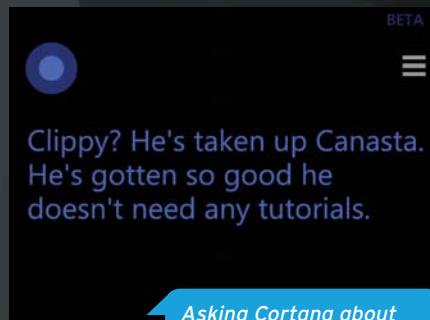 BETA
Clippy? He's taken up Canasta.
He's gotten so good he
doesn't need any tutorials.
Asking Cortana about